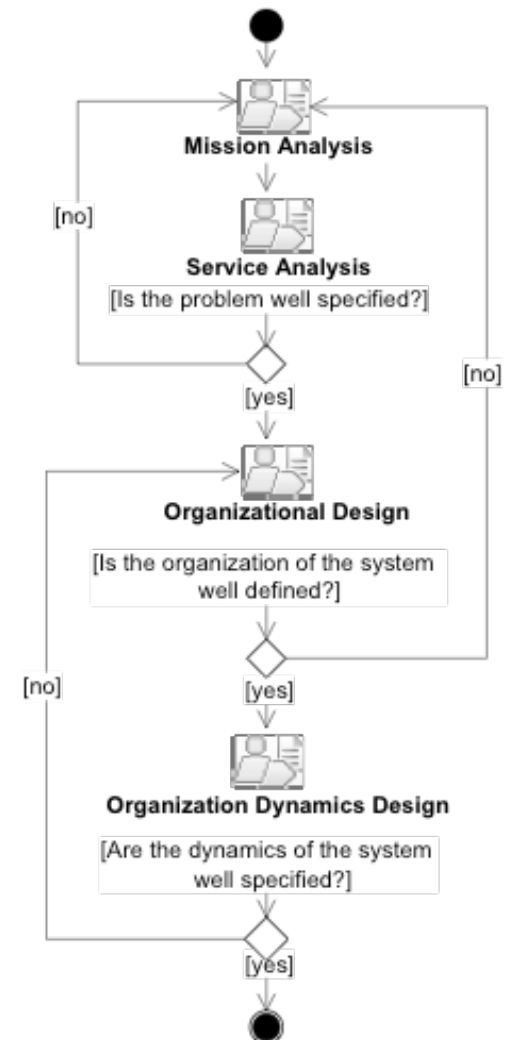 Mission Analysis
[no]
Service Analysis
[Is the problem well specified?]
[no]
[yes]
Organizational Design
[Is the organization of the system
well defined?]
[no]
[yes]
Organization Dynamics Design
[Are the dynamics of the system
well specified?]
[yes]